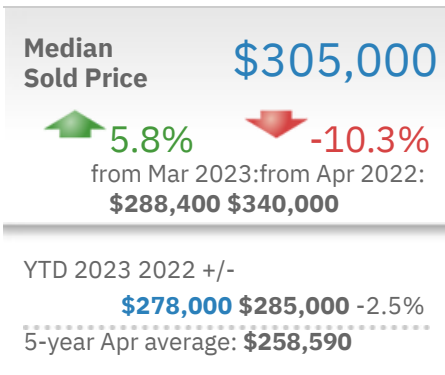 Median
Sold Price
$305,000
5.8%
-10.3%
from Mar 2023:from Apr 2022:
$288,400 $340,000
YTD 2023 2022 +/-
$278,000 $285,000 -2.5%
5-year Apr average: $258,590